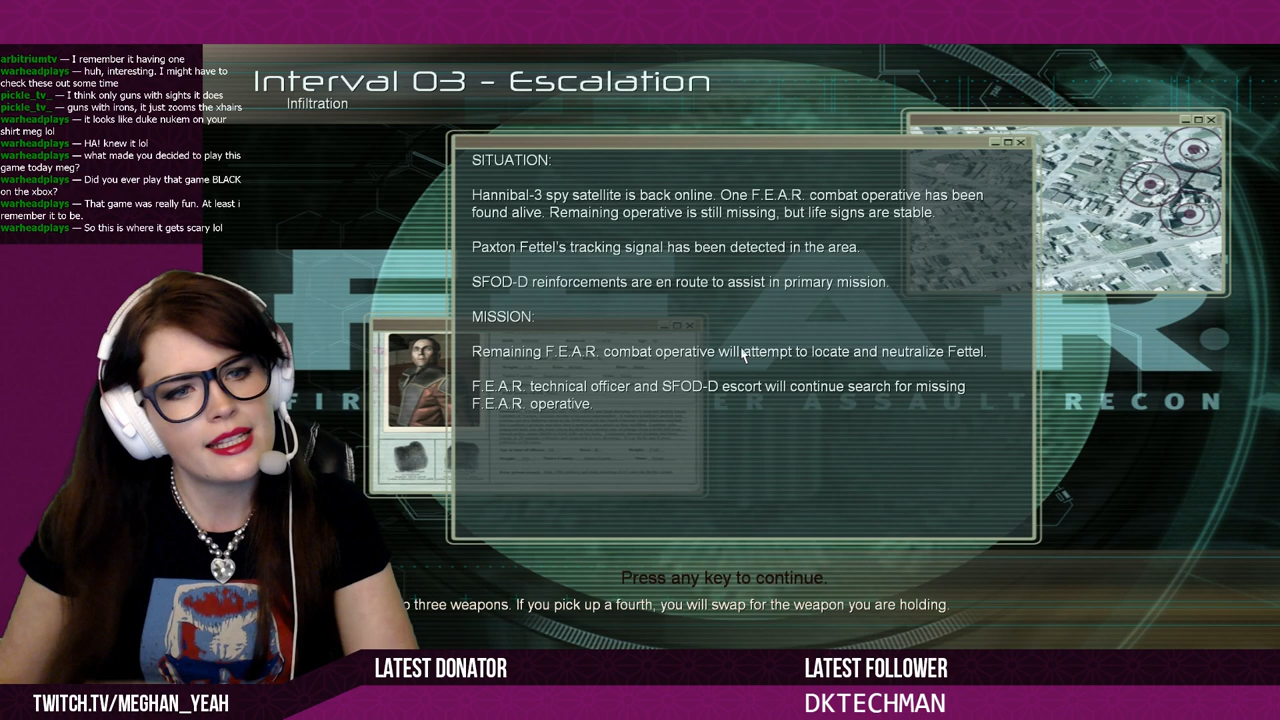 arbitriumtv — I remember it having one
warheadplays — huh, interesting. I might have to
check these out some time
pickle_tv_ — I think only guns with sights it does
pickle_tv_ — guns with irons, it just zooms the xhairs
warheadplays — it looks like duke nukem on your
shirt meg lol
warheadplays — HA! knew it lol
warheadplays — what made you decided to play this
game today meg?
warheadplays — Did you ever play that game BLACK
on the xbox?
warheadplays — That game was really fun. At least i
remember it to be.
warheadplays — So this is where it gets scary lol
Interval 03 - Escalation
Infiltration
SITUATION:
Hannibal-3 spy satellite is back online. One F.E.A.R. combat operative has been
found alive. Remaining operative is still missing, but life signs are stable.
Paxton Fettel's tracking signal has been detected in the area.
SFOD-D reinforcements are en route to assist in primary mission.
MISSION:
Remaining F.E.A.R. combat operative will attempt to locate and neutralize Fettel.
F.E.A.R. technical officer and SFOD-D escort will continue search for missing
F.E.A.R. operative.
F.E.A.R.
FIR ER ASSAULT RECON
Press any key to continue.
o three weapons. If you pick up a fourth, you will swap for the weapon you are holding.
LATEST DONATOR
LATEST FOLLOWER
TWITCH.TV/MEGHAN_YEAH
DKTECHMAN